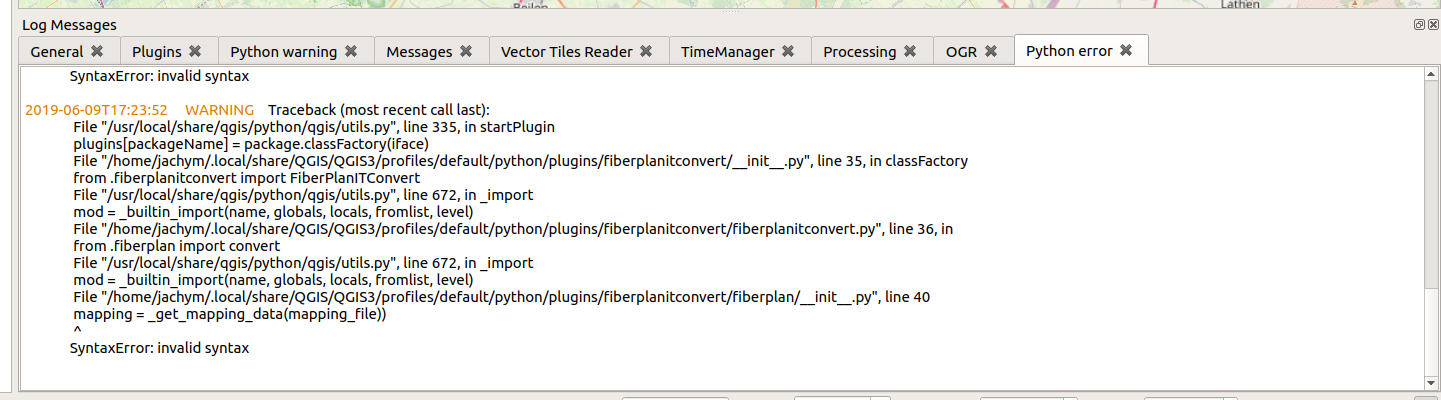 Beilen
Lathen
Log Messages
General Plugins Python warning Messages Vector Tiles Reader TimeManager Processing OGR Python error
SyntaxError: invalid syntax
2019-06-09T17:23:52 WARNING Traceback (most recent call last):
File "/usr/local/share/qgis/python/qgis/utils.py", line 335, in startPlugin
plugins[packageName] = package.classFactory(iface)
File "/home/jachym/.local/share/QGIS/QGIS3/profiles/default/python/plugins/fiberplanitconvert/__init__.py", line 35, in classFactory
from .fiberplanitconvert import FiberPlanITConvert
File "/usr/local/share/qgis/python/qgis/utils.py", line 672, in _import
mod = _builtin_import(name, globals, locals, fromlist, level)
File "/home/jachym/.local/share/QGIS/QGIS3/profiles/default/python/plugins/fiberplanitconvert/fiberplanitconvert.py", line 36, in
from .fiberplan import convert
File "/usr/local/share/qgis/python/qgis/utils.py", line 672, in _import
mod = _builtin_import(name, globals, locals, fromlist, level)
File "/home/jachym/.local/share/QGIS/QGIS3/profiles/default/python/plugins/fiberplanitconvert/fiberplan/__init__.py", line 40
mapping = _get_mapping_data(mapping_file))
^
SyntaxError: invalid syntax